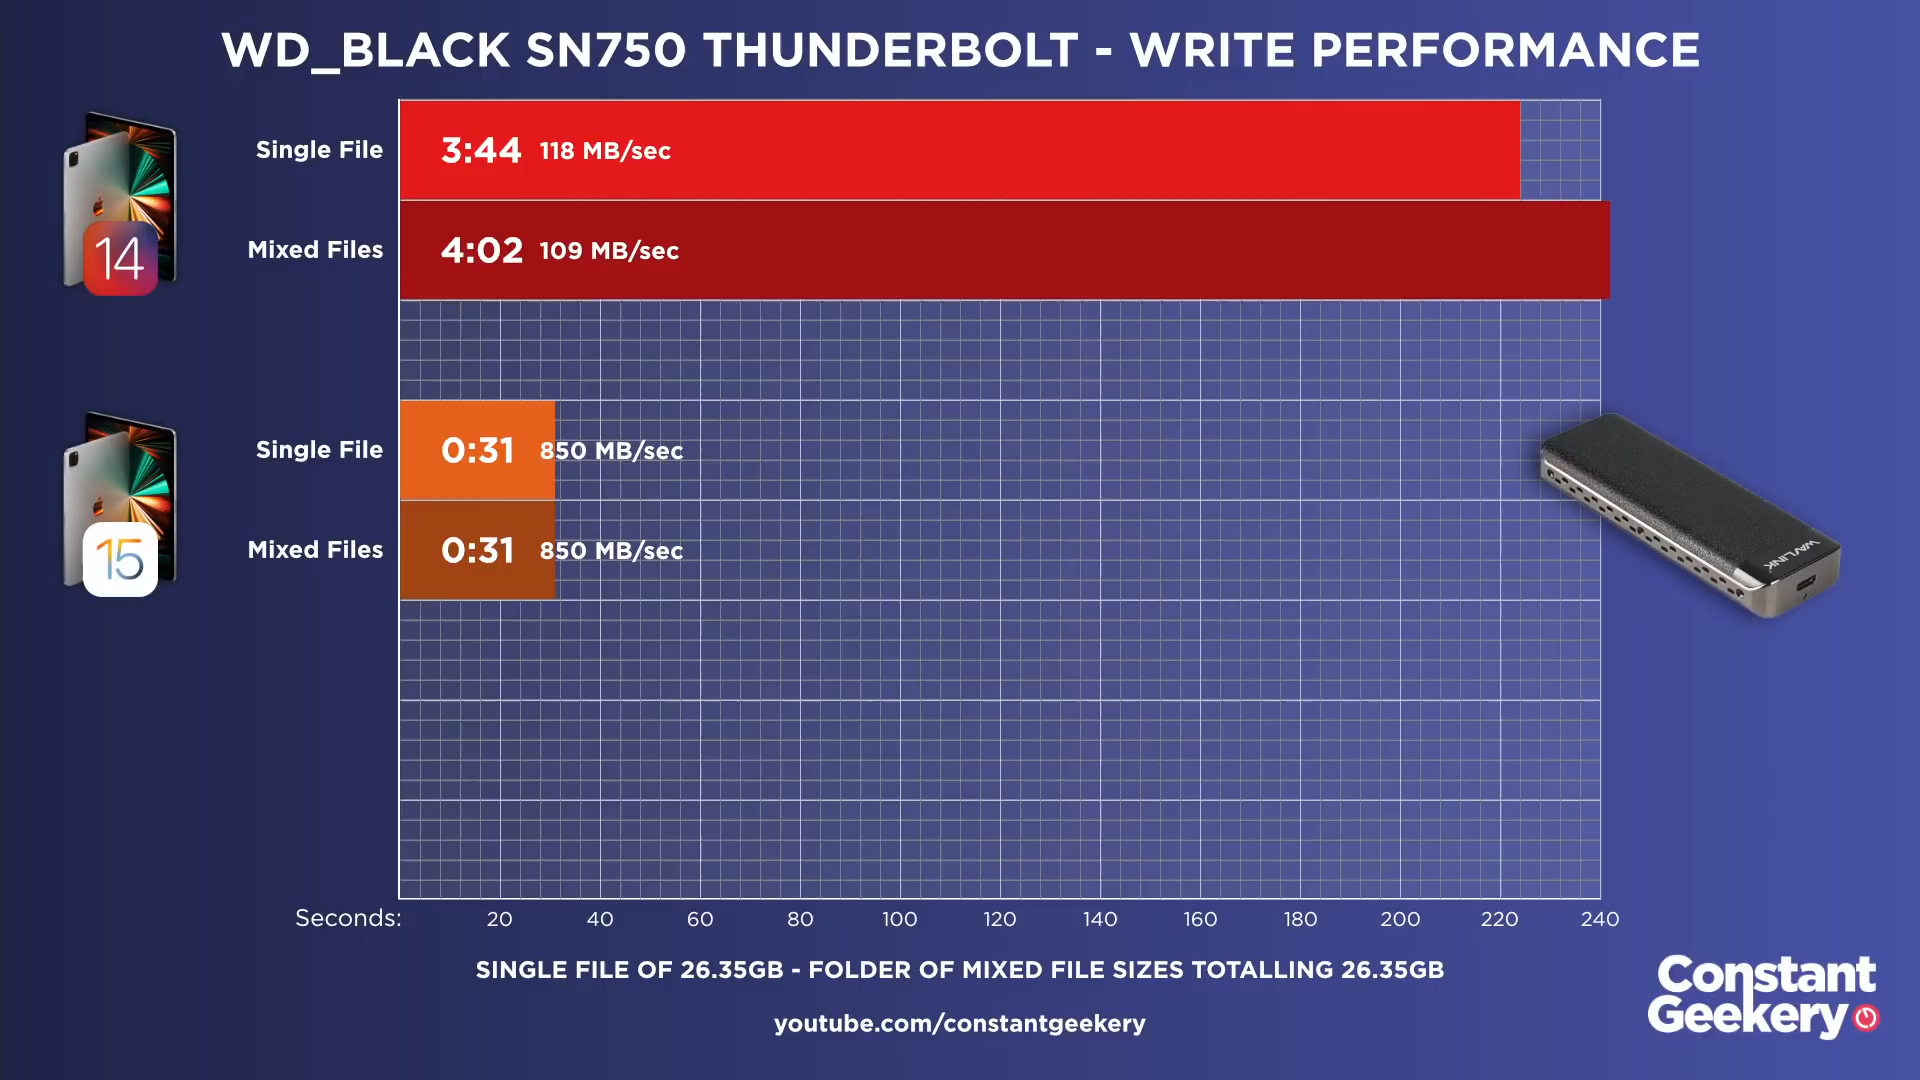 WD_BLACK SN750 THUNDERBOLT - WRITE PERFORMANCE
Single File 3:44 118 MB/sec
14
Mixed Files 4:02 109 MB/sec
Single File 0:31 850 MB/sec
15
Mixed Files 0:31 850 MB/sec
WAVLINK
Seconds: 20 40 60 80 100 120 140 160 180 200 220 240
SINGLE FILE OF 26.35GB - FOLDER OF MIXED FILE SIZES TOTALLING 26.35GB
youtube.com/constantgeekery
Constant
Geekery